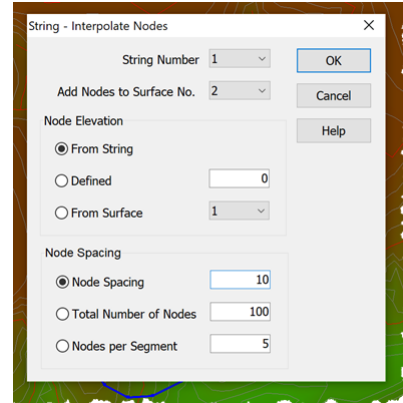 String - Interpolate Nodes
String Number 1 OK
Add Nodes to Surface No. 2 Cancel
Node Elevation Help
From String
Defined 0
From Surface 1
Node Spacing
Node Spacing 10
Total Number of Nodes 100
Nodes per Segment 5